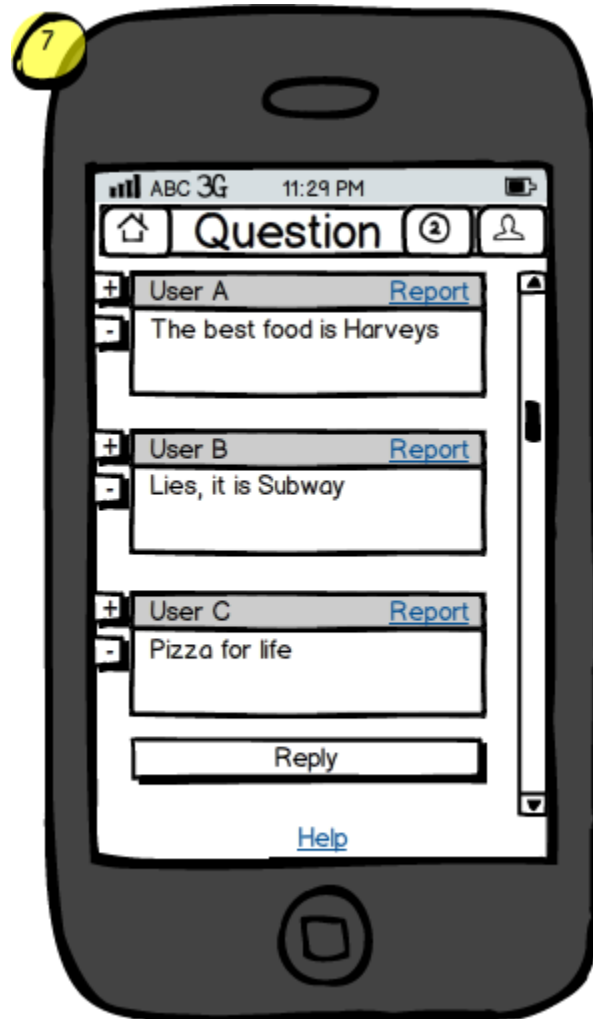 7
ABC 3G 11:29 PM
Question 2
+ User A Report
- The best food is Harveys
+ User B Report
- Lies, it is Subway
+ User C Report
- Pizza for life
Reply
Help